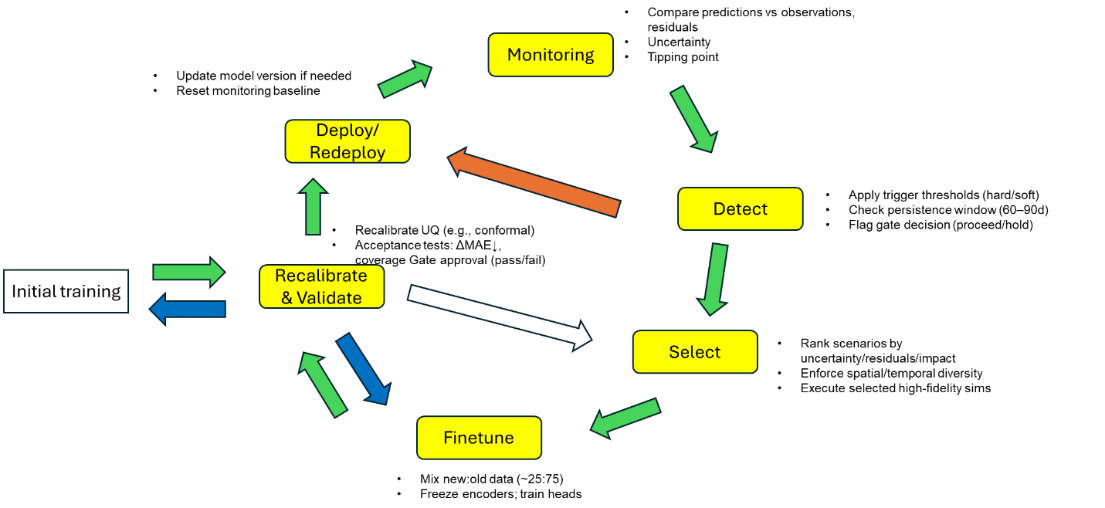 • Compare predictions vs observations,
residuals
• Uncertainty
• Tipping point
Monitoring
• Update model version if needed
• Reset monitoring baseline
Deploy/
Redeploy
Detect
• Apply trigger thresholds (hard/soft)
• Check persistence window (60–90d)
• Flag gate decision (proceed/hold)
• Recalibrate UQ (e.g., conformal)
• Acceptance tests: ΔMAE↓,
coverage Gate approval (pass/fail)
Initial training
Recalibrate
& Validate
Select
• Rank scenarios by
uncertainty/residuals/impact
• Enforce spatial/temporal diversity
• Execute selected high-fidelity sims
Finetune
• Mix new:old data (~25:75)
• Freeze encoders; train heads